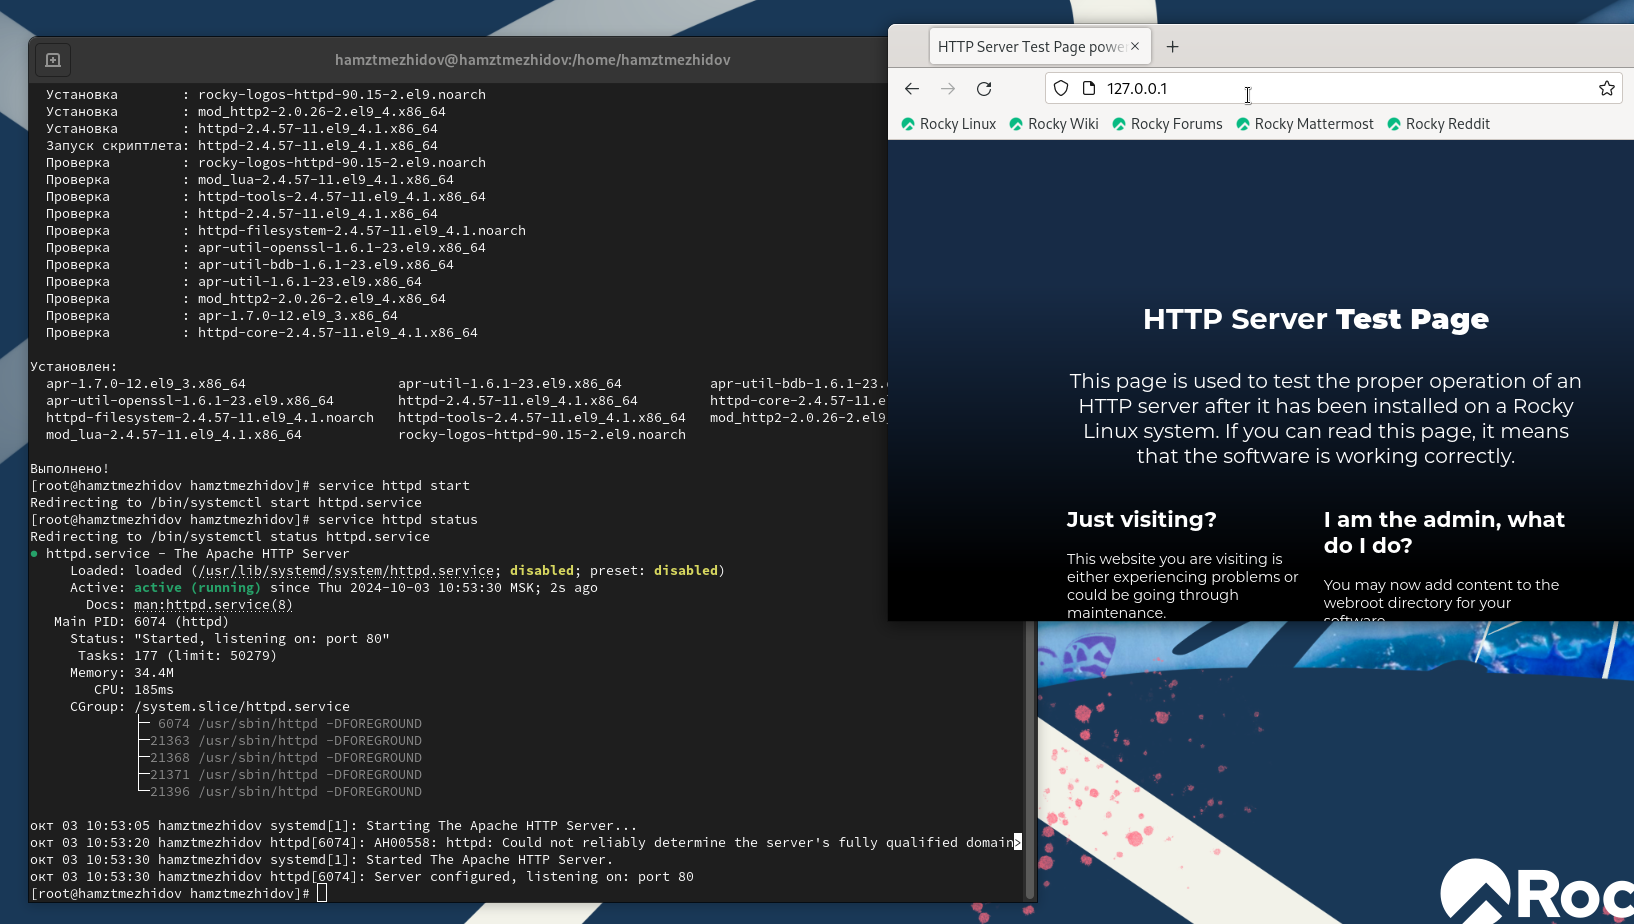 hamztmezhidov@hamztmezhidov:/home/hamztmezhidov
Установка        : rocky-logos-httpd-90.15-2.el9.noarch
Установка        : mod_http2-2.0.26-2.el9_4.x86_64
Установка        : httpd-2.4.57-11.el9_4.1.x86_64
Запуск скриптлета: httpd-2.4.57-11.el9_4.1.x86_64
Проверка         : rocky-logos-httpd-90.15-2.el9.noarch
Проверка         : mod_lua-2.4.57-11.el9_4.1.x86_64
Проверка         : httpd-tools-2.4.57-11.el9_4.1.x86_64
Проверка         : httpd-2.4.57-11.el9_4.1.x86_64
Проверка         : httpd-filesystem-2.4.57-11.el9_4.1.noarch
Проверка         : apr-util-openssl-1.6.1-23.el9.x86_64
Проверка         : apr-util-bdb-1.6.1-23.el9.x86_64
Проверка         : apr-util-1.6.1-23.el9.x86_64
Проверка         : mod_http2-2.0.26-2.el9_4.x86_64
Проверка         : apr-1.7.0-12.el9_3.x86_64
Проверка         : httpd-core-2.4.57-11.el9_4.1.x86_64
Установлен:
apr-1.7.0-12.el9_3.x86_64 apr-util-1.6.1-23.el9.x86_64 apr-util-bdb-1.6.1-23.
apr-util-openssl-1.6.1-23.el9.x86_64 httpd-2.4.57-11.el9_4.1.x86_64 httpd-core-2.4.57-11.e
httpd-filesystem-2.4.57-11.el9_4.1.noarch httpd-tools-2.4.57-11.el9_4.1.x86_64 mod_http2-2.0.26-2.el9_
mod_lua-2.4.57-11.el9_4.1.x86_64 rocky-logos-httpd-90.15-2.el9.noarch
Выполнено!
[root@hamztmezhidov hamztmezhidov]# service httpd start
Redirecting to /bin/systemctl start httpd.service
[root@hamztmezhidov hamztmezhidov]# service httpd status
Redirecting to /bin/systemctl status httpd.service
● httpd.service - The Apache HTTP Server
Loaded: loaded (/usr/lib/systemd/system/httpd.service; disabled; preset: disabled)
Active: active (running) since Thu 2024-10-03 10:53:30 MSK; 2s ago
Docs: man:httpd.service(8)
Main PID: 6074 (httpd)
Status: "Started, listening on: port 80"
Tasks: 177 (limit: 50279)
Memory: 34.4M
CPU: 185ms
CGroup: /system.slice/httpd.service
├─ 6074 /usr/sbin/httpd -DFOREGROUND
├─21363 /usr/sbin/httpd -DFOREGROUND
├─21368 /usr/sbin/httpd -DFOREGROUND
├─21371 /usr/sbin/httpd -DFOREGROUND
└─21396 /usr/sbin/httpd -DFOREGROUND
окт 03 10:53:05 hamztmezhidov systemd[1]: Starting The Apache HTTP Server...
окт 03 10:53:20 hamztmezhidov httpd[6074]: AH00558: httpd: Could not reliably determine the server's fully qualified domain>
окт 03 10:53:30 hamztmezhidov systemd[1]: Started The Apache HTTP Server.
окт 03 10:53:30 hamztmezhidov httpd[6074]: Server configured, listening on: port 80
[root@hamztmezhidov hamztmezhidov]#
HTTP Server Test Page powe
127.0.0.1
Rocky Linux Rocky Wiki Rocky Forums Rocky Mattermost Rocky Reddit
HTTP Server Test Page
This page is used to test the proper operation of an
HTTP server after it has been installed on a Rocky
Linux system. If you can read this page, it means
that the software is working correctly.
Just visiting?
This website you are visiting is
either experiencing problems or
could be going through
maintenance.
I am the admin, what
do I do?
You may now add content to the
webroot directory for your
software.
Roc